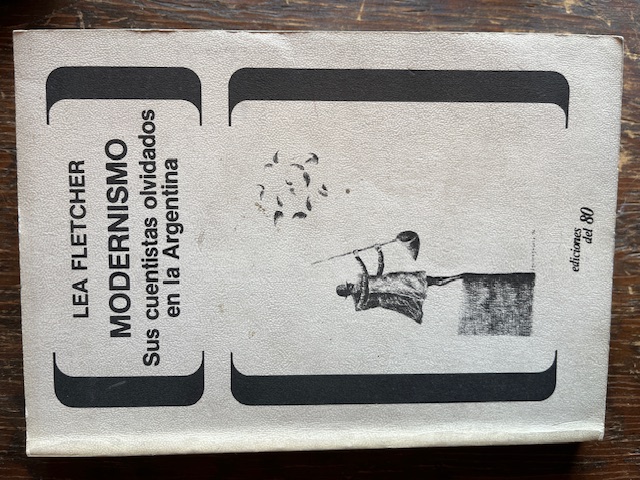 LEA FLETCHER
MODERNISMO
Sus cuentistas olvidados
en la Argentina
ediciones
del 80